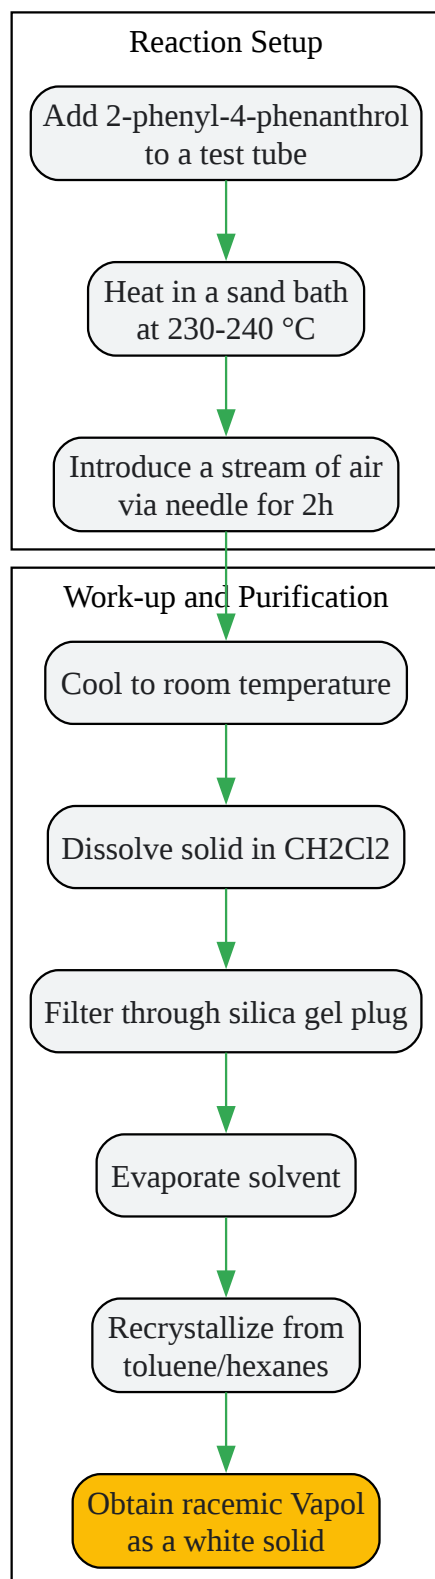 Reaction Setup
Add 2-phenyl-4-phenanthrol
to a test tube
Heat in a sand bath
at 230-240 °C
Introduce a stream of air
via needle for 2h
Work-up and Purification
Cool to room temperature
Dissolve solid in CH2Cl2
Filter through silica gel plug
Evaporate solvent
Recrystallize from
toluene/hexanes
Obtain racemic Vapol
as a white solid